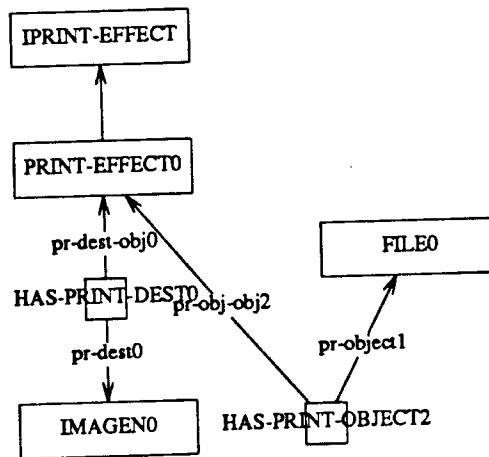 IPRINT-EFFECT
PRINT-EFFECT0
pr-dest-obj0
FILE0
HAS-PRINT-DEST0
pr-obj-obj2
pr-dest0
pr-object1
IMAGEN0
HAS-PRINT-OBJECT2